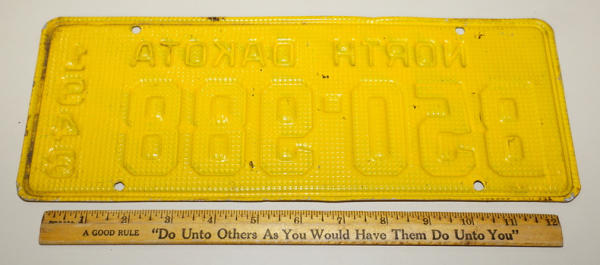 NORTH DAKOTA
1 2 3 4 5 6 7 8 9 10 11 12
A GOOD RULE "Do Unto Others As You Would Have Them Do Unto You"